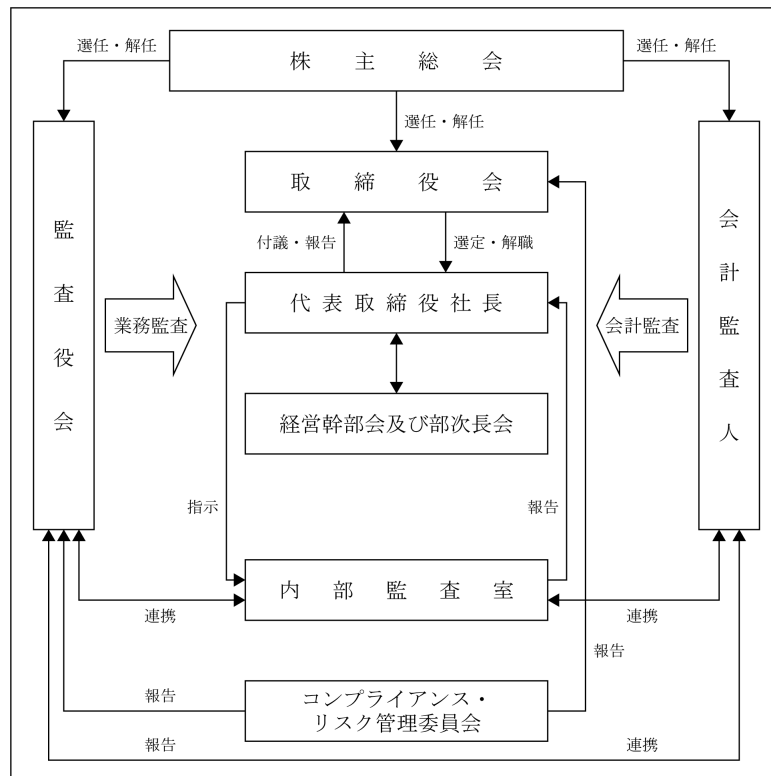 選任・解任
株主総会
選任・解任
選任・解任
取締役会
監査役会
会計監査人
付議・報告
選定・解職
代表取締役社長
業務監査
会計監査
経営幹部会及び部次長会
指示
報告
内部監査室
連携
連携
報告
報告
コンプライアンス・
リスク管理委員会
報告
連携